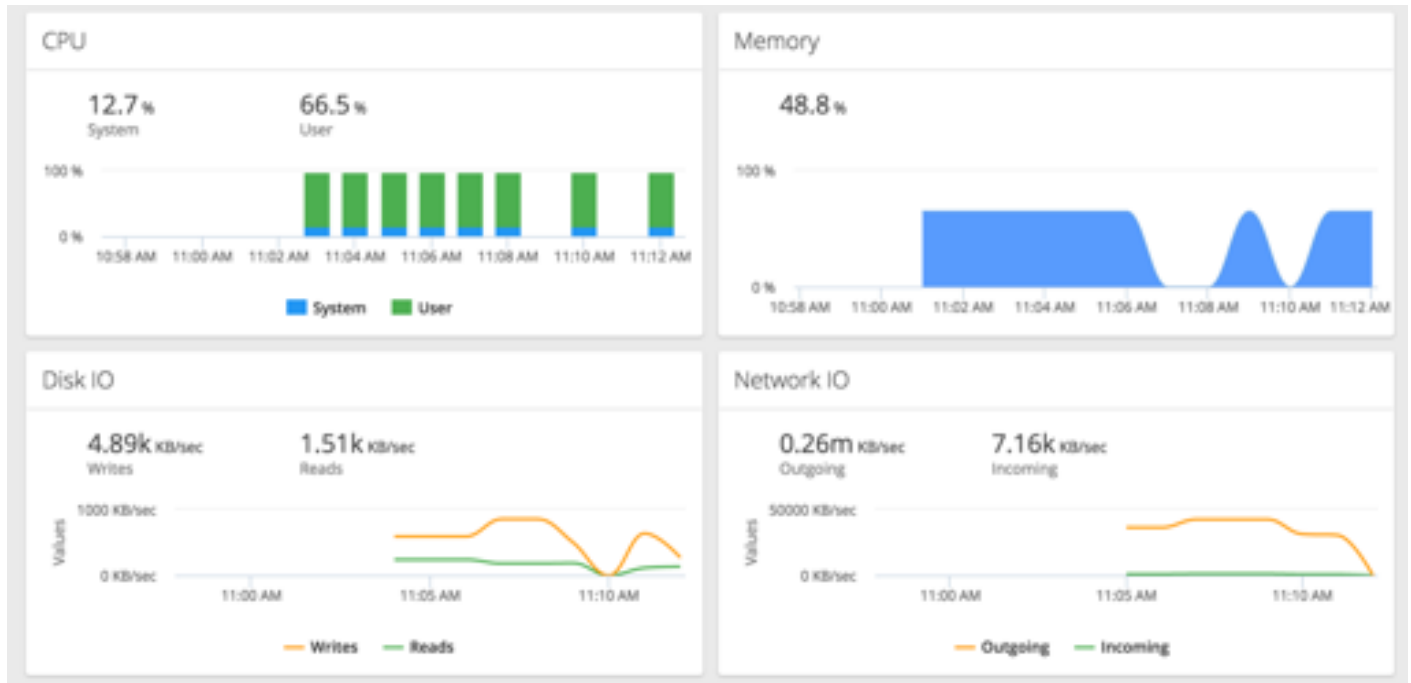 CPU
12.7 %
System
66.5 %
User
100 %
0 %
10:58 AM 11:00 AM 11:02 AM 11:04 AM 11:06 AM 11:08 AM 11:10 AM 11:12 AM
System User
Memory
48.8 %
100 %
0 %
10:58 AM 11:00 AM 11:02 AM 11:04 AM 11:06 AM 11:08 AM 11:10 AM 11:12 AM
Disk IO
4.89k KB/sec
Writes
1.51k KB/sec
Reads
Values
1000 KB/sec
0 KB/sec
11:00 AM 11:05 AM 11:10 AM
Writes Reads
Network IO
0.26m KB/sec
Outgoing
7.16k KB/sec
Incoming
Values
50000 KB/sec
0 KB/sec
11:00 AM 11:05 AM 11:10 AM
Outgoing Incoming